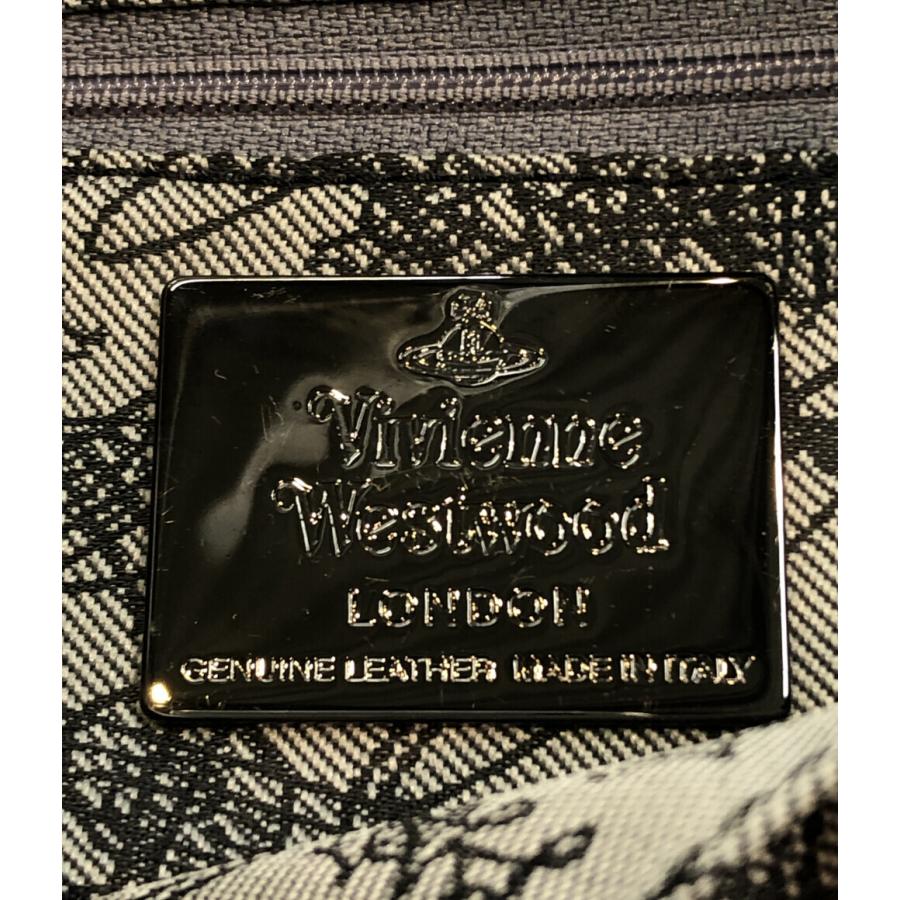 Vivienne
Westwood
LONDON
GENUINE LEATHER MADE IN ITALY